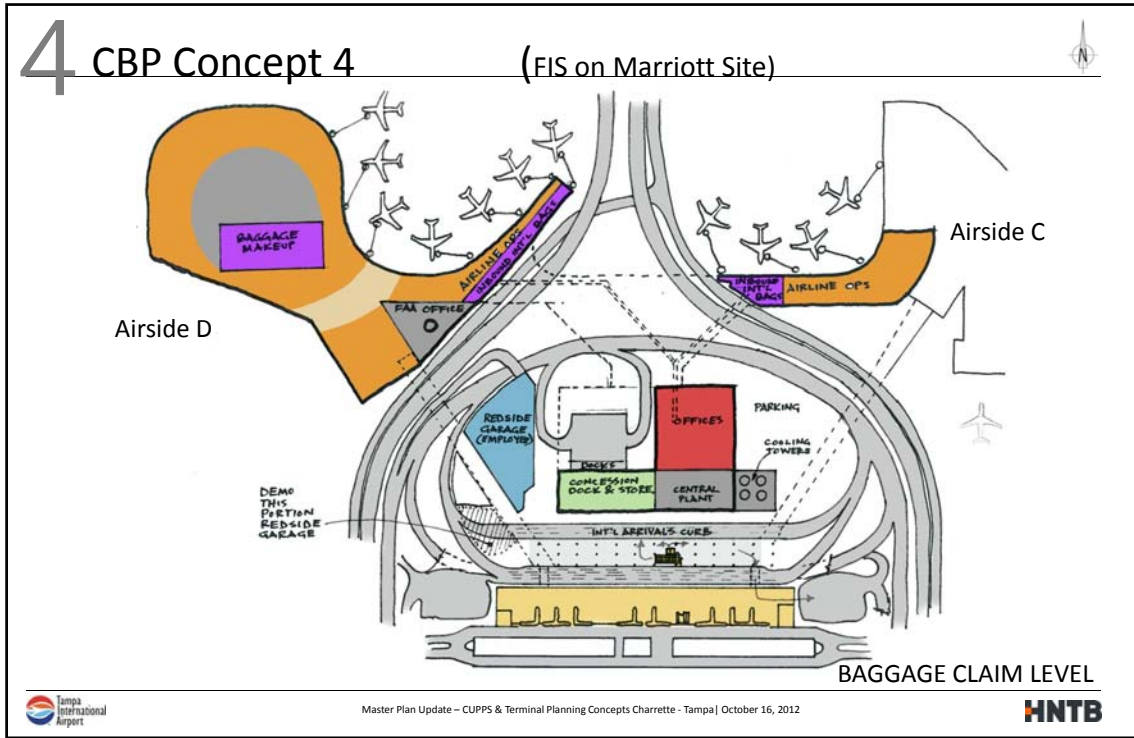 4 CBP Concept 4 (FIS on Marriott Site)
N
BAGGAGE
MAKEUP
AIRLINE OPS
INBOUND INT'L BAGS
FAA OFFICE
Airside D
Airside C
INBOUND
INT'L
BAGS
AIRLINE OPS
REDSIDE
GARAGE
(EMPLOYEE)
OFFICES
PARKING
COOLING
TOWERS
DOCKS
CONCESSION
DOCK & STORE
CENTRAL
PLANT
DEMO
THIS
PORTION
REDSIDE
GARAGE
INT'L ARRIVALS CURB
BAGGAGE CLAIM LEVEL
Tampa
International
Airport
Master Plan Update – CUPPS & Terminal Planning Concepts Charrette - Tampa| October 16, 2012
HNTB